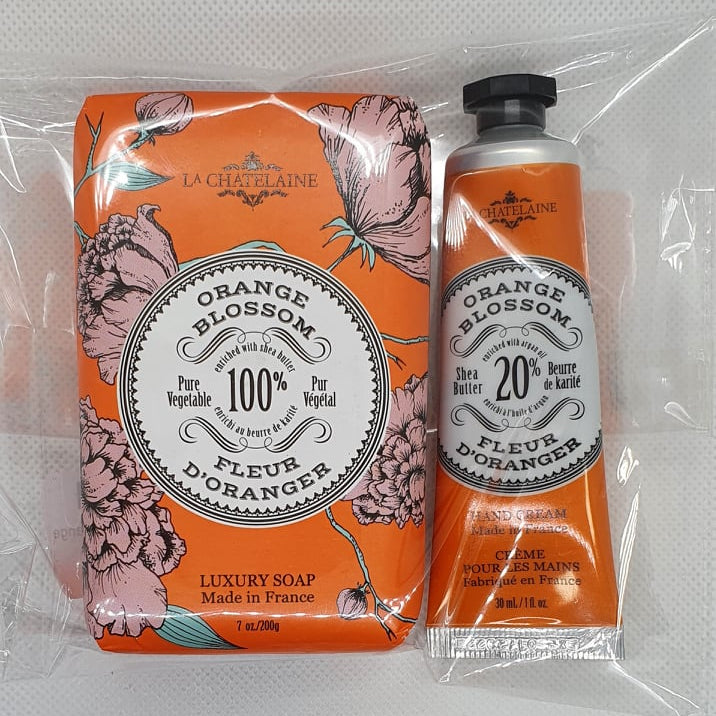 LA CHATELAINE
ORANGE
BLOSSOM
enriched with shea butter
Pure
Vegetable
100%
Pur
Végétal
enrichi au beurre de karité
FLEUR
D'ORANGER
LUXURY SOAP
Made in France
7 oz./200g
CHATELAINE
ORANGE
BLOSSOM
enriched with argan oil
Shea
Butter
20%
Beurre
de karité
enrichi à l'huile d'argan
FLEUR
D'ORANGER
HAND CREAM
Made in France
CRÈME
POUR LES MAINS
Fabriqué en France
30 mL / 1 fl. oz.